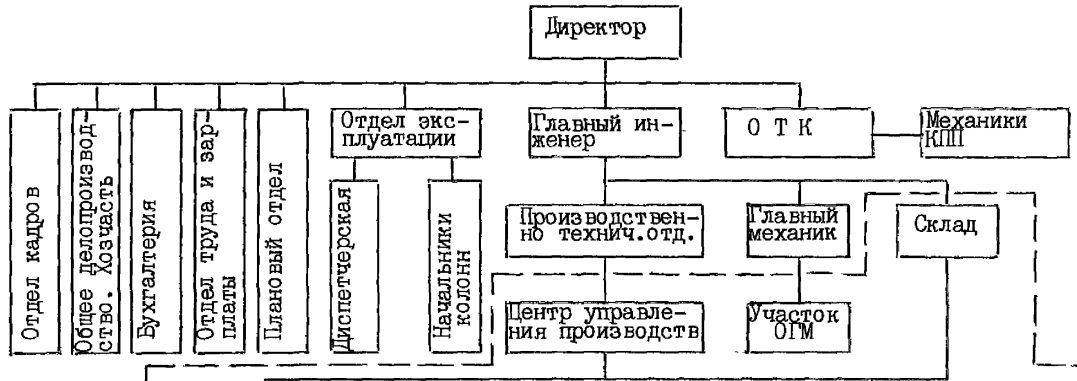 Директор
Отдел кадров
Общее делопроизвод-
ство. Хозчасть
Бухгалтерия
Отдел труда и зар-
платы
Плановый отдел
Отдел экс-
плуатации
Диспетчерская
Начальники
колонн
Главный ин-
женер
О Т К
Механики
КПП
Производствен-
но технич.отд.
Главный
механик
Склад
Центр управле-
ния производств
Участок
ОГМ